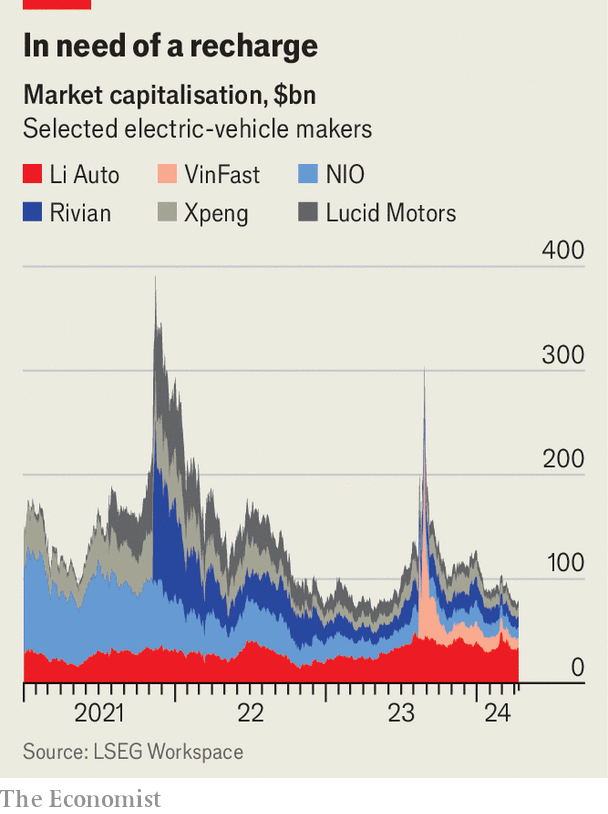 In need of a recharge
Market capitalisation, $bn
Selected electric-vehicle makers
Li Auto VinFast NIO
Rivian Xpeng Lucid Motors
400
300
200
100
0
2021 22 23 24
Source: LSEG Workspace
The Economist